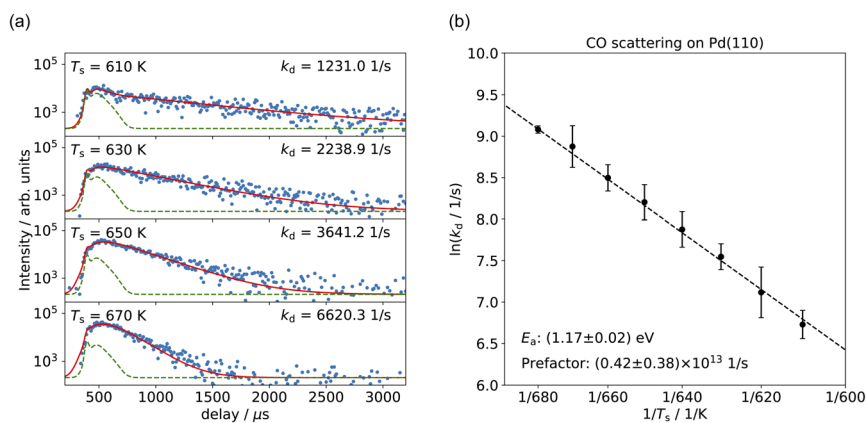 (a)
(b)
T_s = 610 K k_d = 1231.0 1/s
T_s = 630 K k_d = 2238.9 1/s
T_s = 650 K k_d = 3641.2 1/s
T_s = 670 K k_d = 6620.3 1/s
10⁵
10³
10⁵
10³
10⁵
10³
10⁵
10³
Intensity / arb. units
500 1000 1500 2000 2500 3000
delay / μs
CO scattering on Pd(110)
10.0
9.5
9.0
8.5
8.0
7.5
7.0
6.5
6.0
ln(k_d / 1/s)
E_a: (1.17±0.02) eV
Prefactor: (0.42±0.38)×10¹³ 1/s
1/680 1/660 1/640 1/620 1/600
1/T_s / 1/K